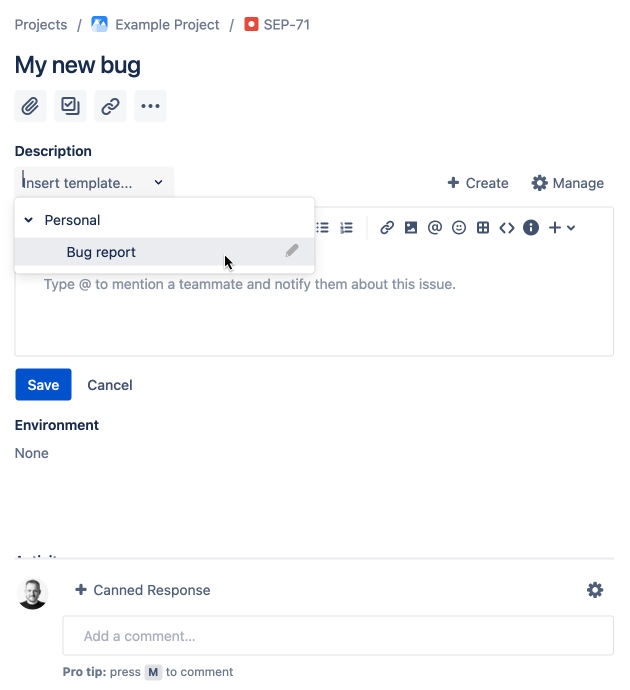 Projects / Example Project / SEP-71
My new bug
Description
Insert template... + Create Manage
Personal
Bug report
Type @ to mention a teammate and notify them about this issue.
Save Cancel
Environment
None
+ Canned Response
Add a comment...
Pro tip: press M to comment